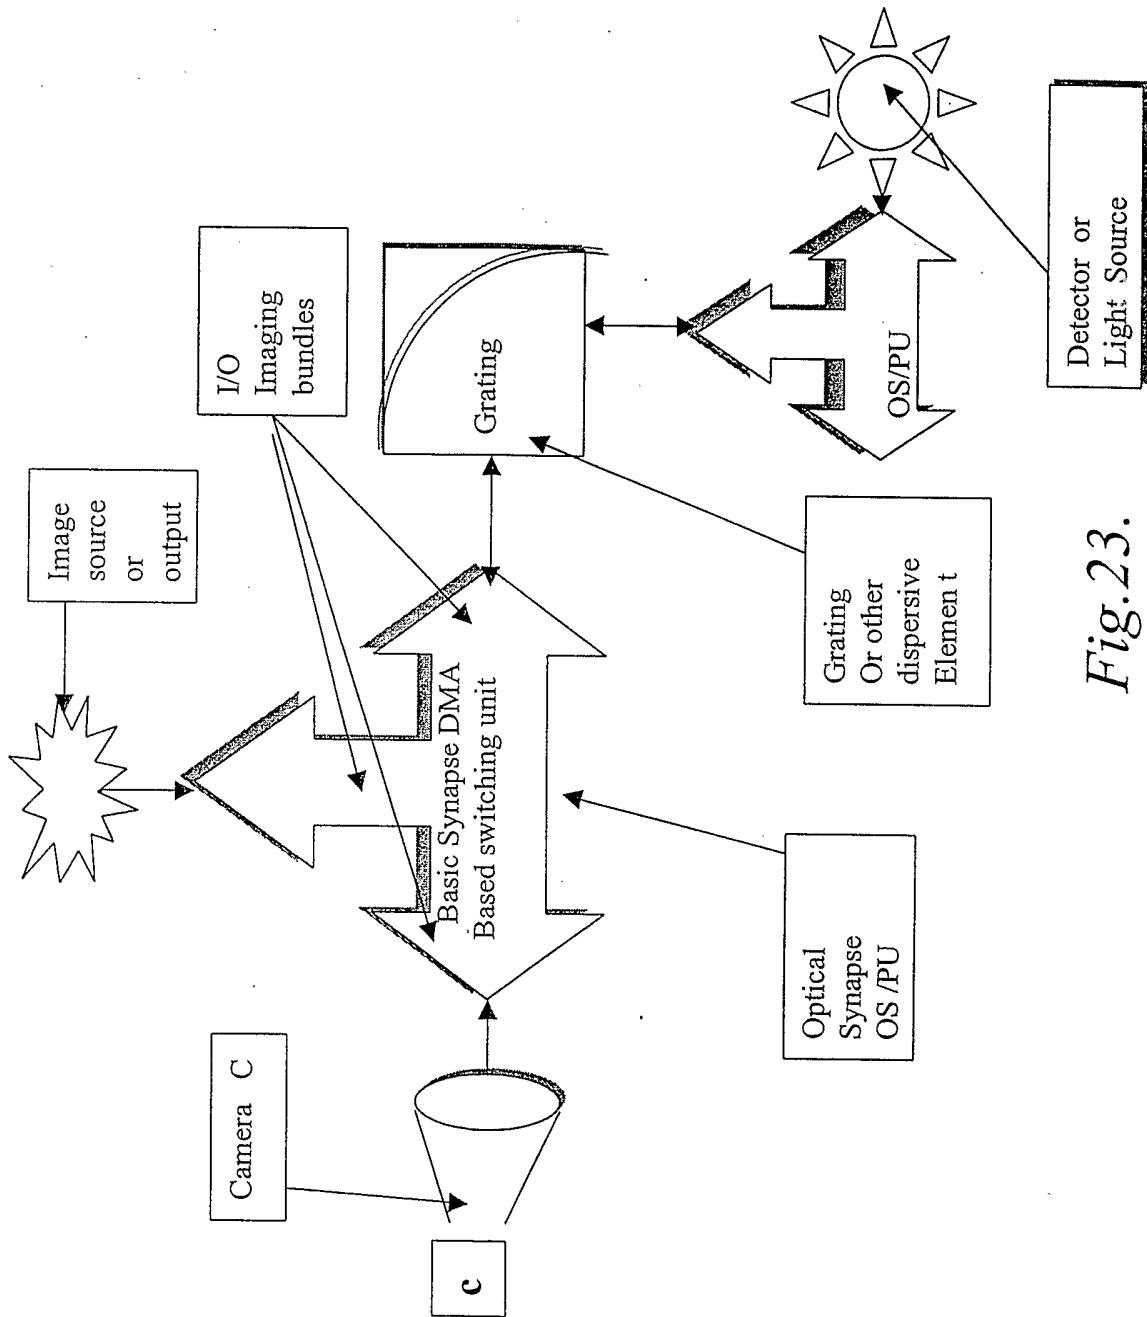 Image
source
or
output
I/O
Imaging
bundles
Camera C
c
Basic Synapse DMA
Based switching unit
Grating
OS/PU
Optical
Synapse
OS /PU
Grating
Or other
dispersive
Elemen t
Detector or
Light Source
Fig.23.